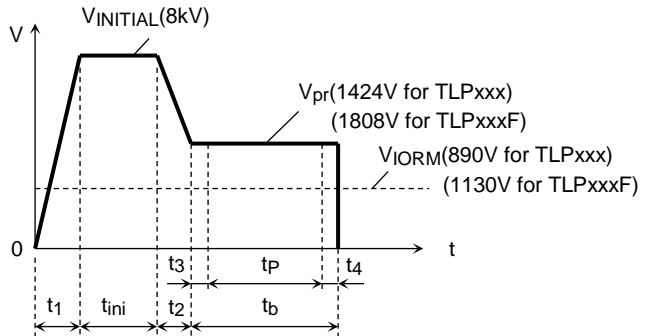 VINITIAL(8kV)
V
Vpr(1424V for TLPxxx)
(1808V for TLPxxxF)
VIORM(890V for TLPxxx)
(1130V for TLPxxxF)
0
t
t3
tP
t4
t1
tini
t2
tb